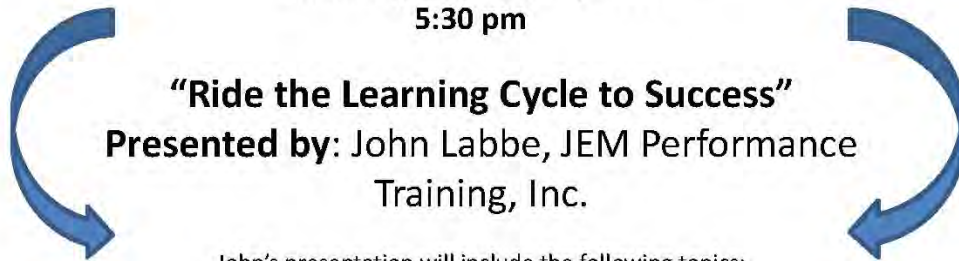 5:30 pm
“Ride the Learning Cycle to Success”
Presented by: John Labbe, JEM Performance
Training, Inc.
John’s presentation will include the following topics: